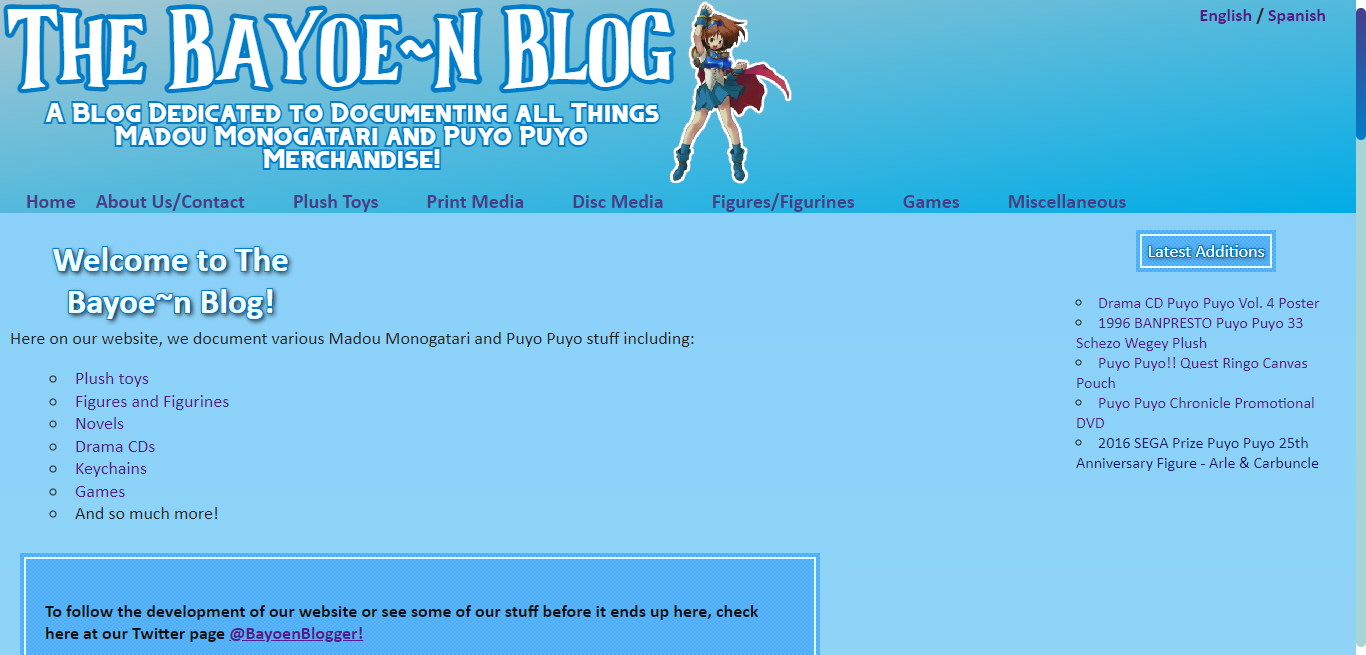 The Bayoe~n Blog
A Blog Dedicated to Documenting all Things
Madou Monogatari and Puyo Puyo
Merchandise!
English / Spanish
Home About Us/Contact Plush Toys Print Media Disc Media Figures/Figurines Games Miscellaneous
Welcome to The
Bayoe~n Blog!
Here on our website, we document various Madou Monogatari and Puyo Puyo stuff including:
Plush toys
Figures and Figurines
Novels
Drama CDs
Keychains
Games
And so much more!
To follow the development of our website or see some of our stuff before it ends up here, check
here at our Twitter page @BayoenBlogger!
Latest Additions
Drama CD Puyo Puyo Vol. 4 Poster
1996 BANPRESTO Puyo Puyo 33
Schezo Wegey Plush
Puyo Puyo!! Quest Ringo Canvas
Pouch
Puyo Puyo Chronicle Promotional
DVD
2016 SEGA Prize Puyo Puyo 25th
Anniversary Figure - Arle & Carbuncle